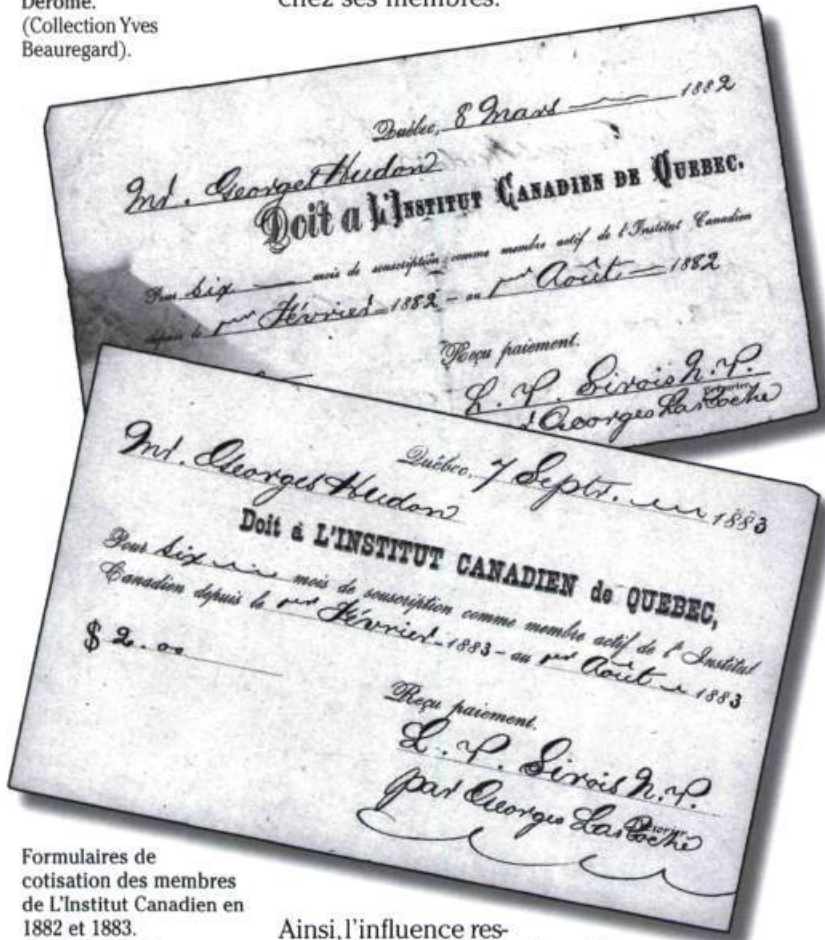 Derome.
(Collection Yves
Beauregard).
chez ses membres.
Québec, 8 Mars 1882
Mr. Georges Hudon
Doit a L'INSTITUT CANADIEN DE QUEBEC.
Pour Six mois de souscription comme membre actif de l'Institut Canadien
depuis le 1er Février 1882 - au 1er Août - 1882
Reçu paiement.
L. P. Sirois N. P.
Trésorier
p Georges LaRoche
Québec, 7 Septr. 1883
Mr. Georges Hudon
Doit à L'INSTITUT CANADIEN de QUEBEC,
Pour Six mois de souscription comme membre actif de l'Institut
Canadien depuis le 1er Février - 1883 - au 1er Août 1883
$ 2.00
Reçu paiement.
L. P. Sirois N. P.
Trésorier
par Georges LaRoche
Formulaires de
cotisation des membres
de L'Institut Canadien en
1882 et 1883.
Ainsi, l'influence res-